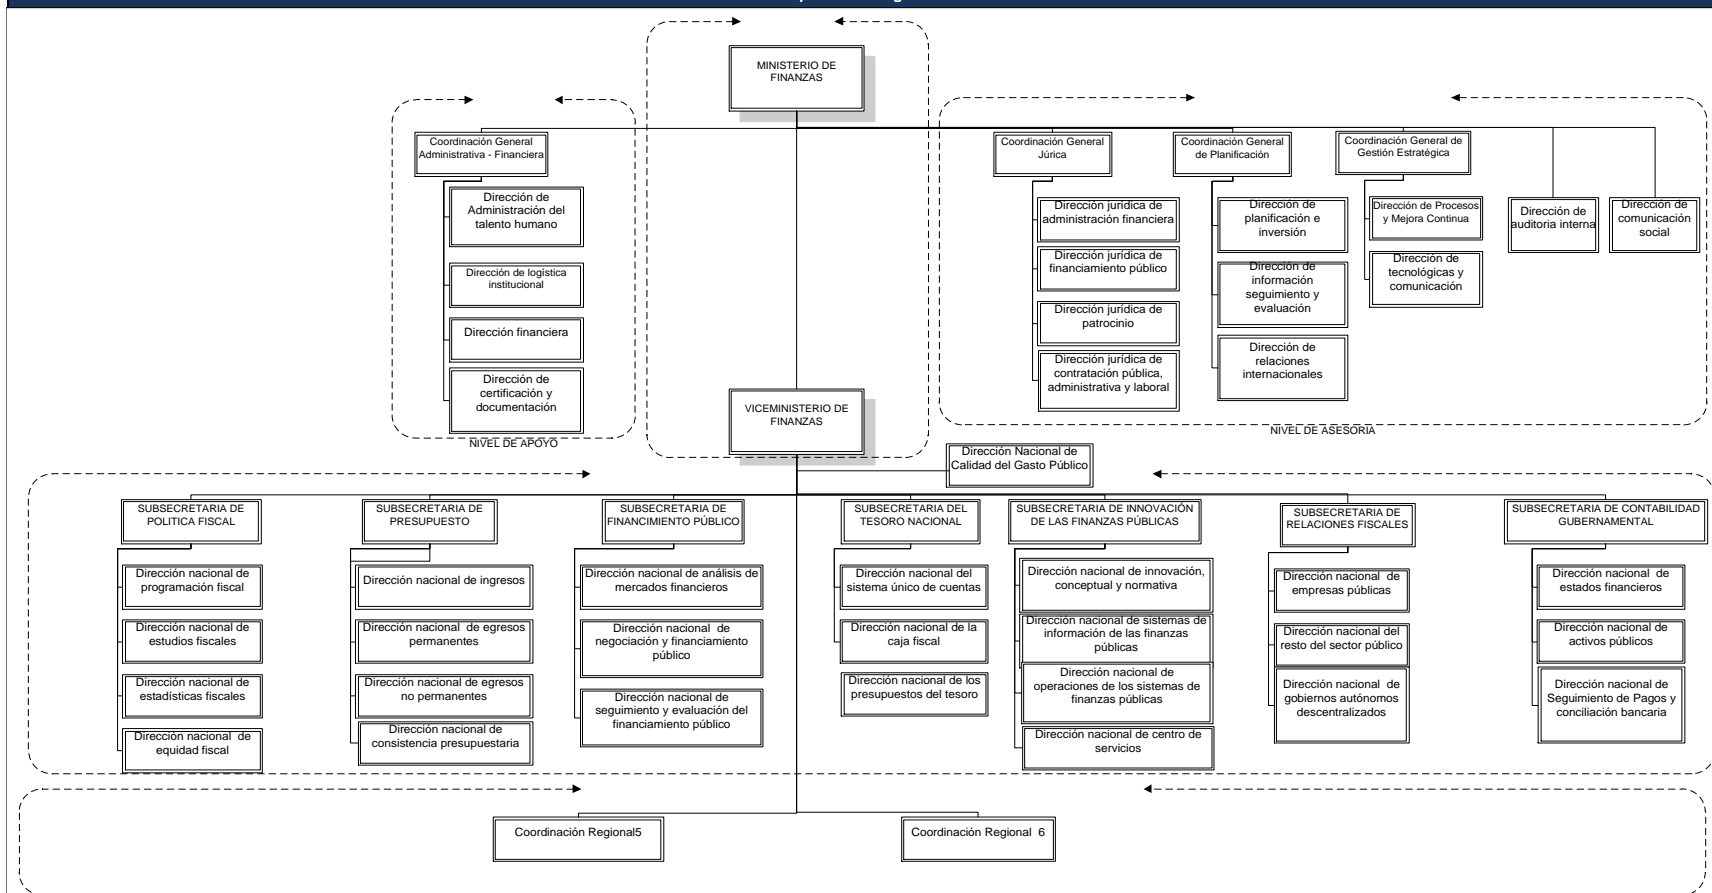 MINISTERIO DE
FINANZAS
Coordinación General
Administrativa - Financiera
Dirección de
Administración del
talento humano
Dirección de logística
institucional
Dirección financiera
Dirección de
certificación y
documentación
NIVEL DE APOYO
Coordinación General
Júrica
Dirección jurídica de
administración financiera
Dirección jurídica de
financiamiento público
Dirección jurídica de
patrocinio
Dirección jurídica de
contratación pública,
administrativa y laboral
Coordinación General
de Planificación
Dirección de
planificación e
inversión
Dirección de
información
seguimiento y
evaluación
Dirección de
relaciones
internacionales
Coordinación General de
Gestión Estratégica
Dirección de Procesos
y Mejora Continua
Dirección de
tecnológicas y
comunicación
Dirección de
auditoria interna
Dirección de
comunicación
social
NIVEL DE ASESORIA
VICEMINISTERIO DE
FINANZAS
Dirección Nacional de
Calidad del Gasto Público
SUBSECRETARIA DE
POLITICA FISCAL
Dirección nacional de
programación fiscal
Dirección nacional de
estudios fiscales
Dirección nacional de
estadísticas fiscales
Dirección nacional  de
equidad fiscal
SUBSECRETARIA DE
PRESUPUESTO
Dirección nacional de ingresos
Dirección nacional  de egresos
permanentes
Dirección nacional de egresos
no permanentes
Dirección nacional de
consistencia presupuestaria
SUBSECRETARIA DE
FINANCIMIENTO PÚBLICO
Dirección nacional de análisis de
mercados financieros
Dirección nacional  de
negociación y financiamiento
público
Dirección nacional de
seguimiento y evaluación del
financiamiento público
SUBSECRETARIA DEL
TESORO NACIONAL
Dirección nacional del
sistema único de cuentas
Dirección nacional de la
caja fiscal
Dirección nacional de los
presupuestos del tesoro
SUBSECRETARIA DE INNOVACIÓN
DE LAS FINANZAS PÚBLICAS
Dirección nacional de innovación,
conceptual y normativa
Dirección nacional de sistemas de
información de las finanzas
públicas
Dirección nacional de
operaciones de los sistemas de
finanzas públicas
Dirección nacional de centro de
servicios
SUBSECRETARIA DE
RELACIONES FISCALES
Dirección nacional  de
empresas públicas
Dirección nacional del
resto del sector público
Dirección nacional  de
gobiernos autónomos
descentralizados
SUBSECRETARIA DE CONTABILIDAD
GUBERNAMENTAL
Dirección nacional  de
estados financieros
Dirección nacional de
activos públicos
Dirección nacional de
Seguimiento de Pagos y
conciliación bancaria
Coordinación Regional5
Coordinación Regional  6